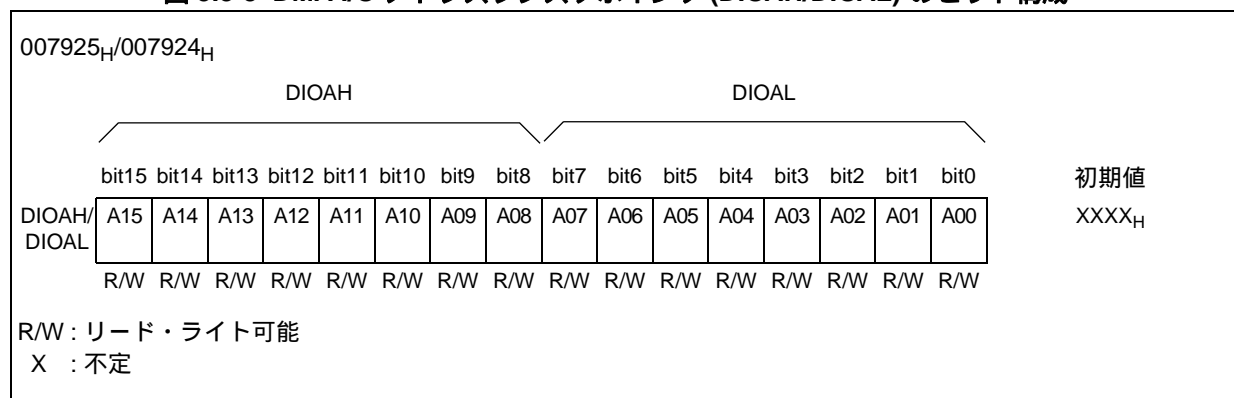 007925H/007924H
DIOAH DIOAL
bit15 bit14 bit13 bit12 bit11 bit10 bit9 bit8 bit7 bit6 bit5 bit4 bit3 bit2 bit1 bit0 初期値
DIOAH/ A15 A14 A13 A12 A11 A10 A09 A08 A07 A06 A05 A04 A03 A02 A01 A00 XXXXH
DIOAL
R/W R/W R/W R/W R/W R/W R/W R/W R/W R/W R/W R/W R/W R/W R/W R/W
R/W : リード・ライト可能
X : 不定